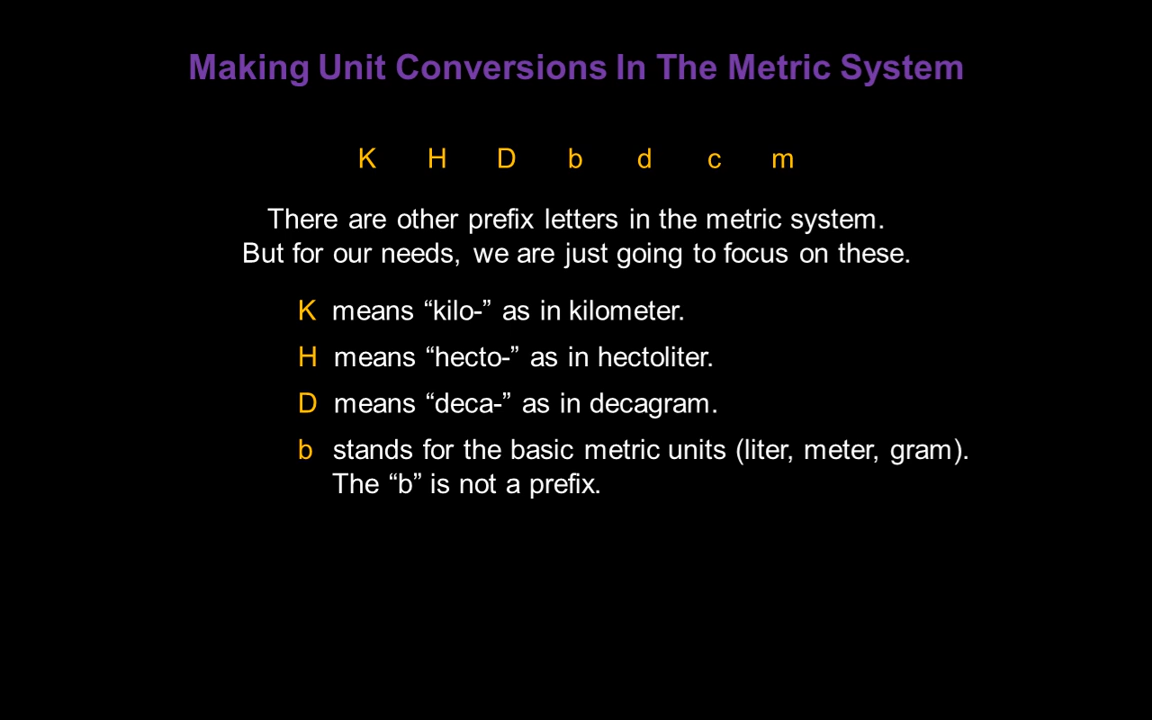 Making Unit Conversions In The Metric System
K H D b d c m
There are other prefix letters in the metric system.
But for our needs, we are just going to focus on these.
K means “kilo-” as in kilometer.
H means “hecto-” as in hectoliter.
D means “deca-” as in decagram.
b stands for the basic metric units (liter, meter, gram).
The “b” is not a prefix.